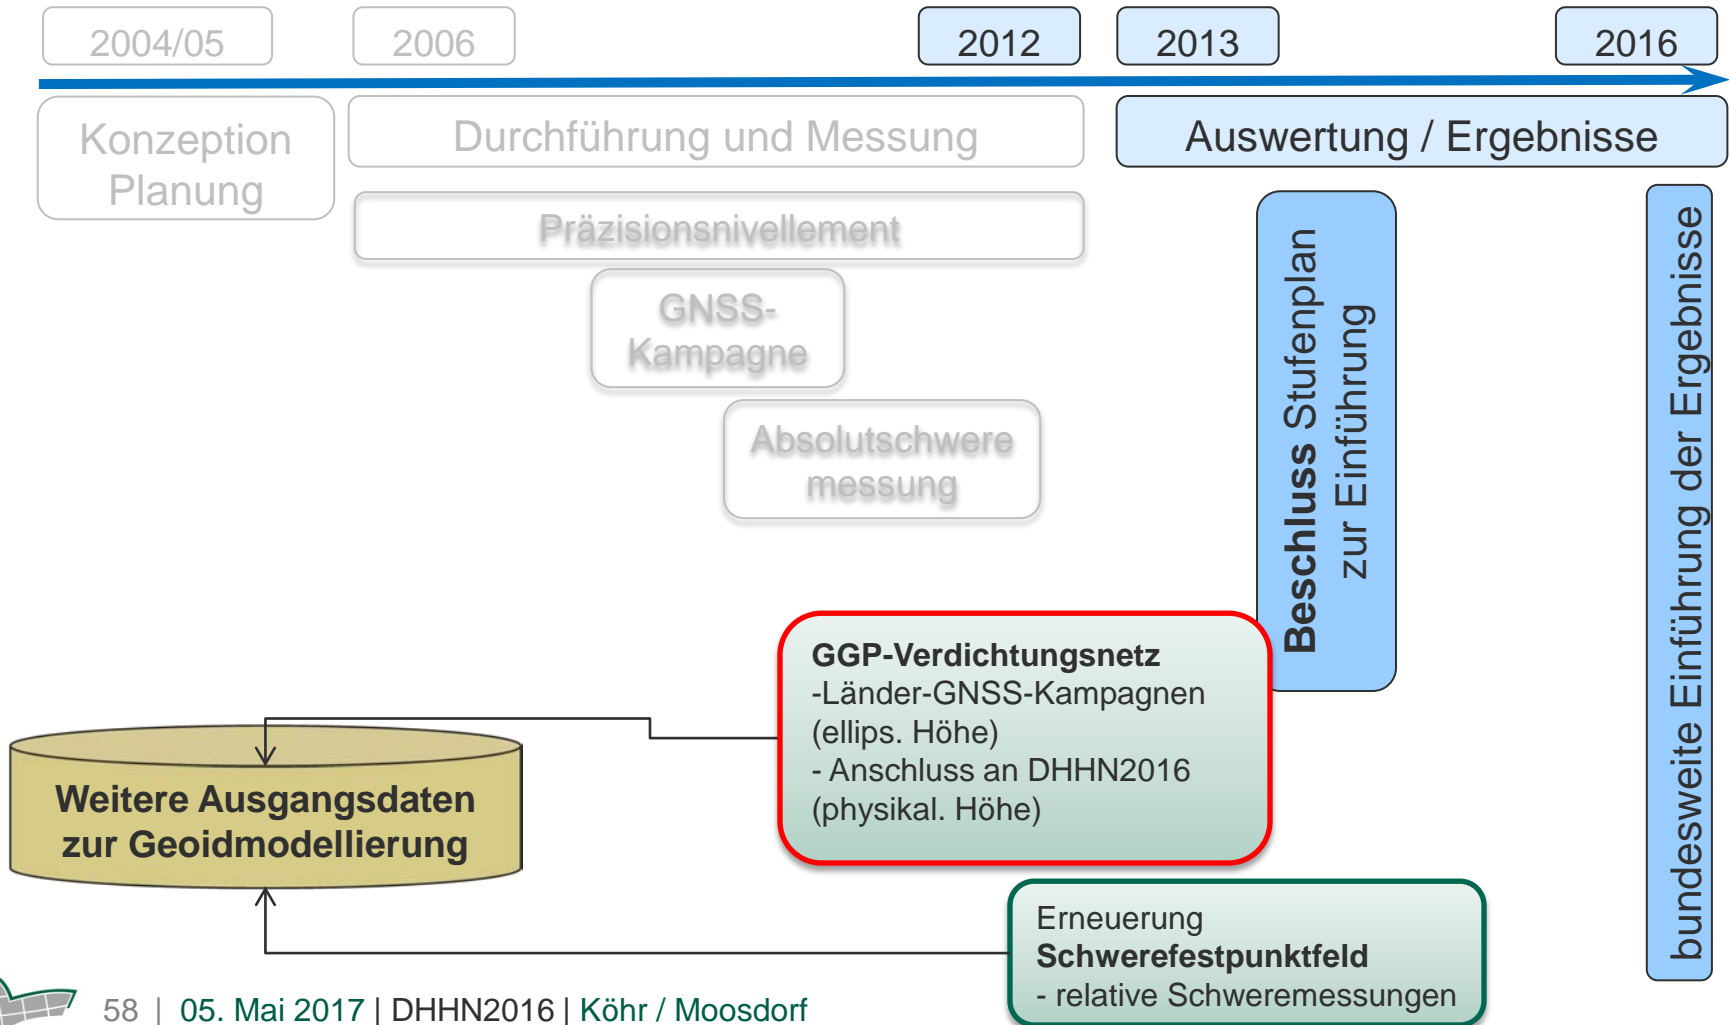 2004/05
2006
2012
2013
2016
Konzeption
Planung
Durchführung und Messung
Auswertung / Ergebnisse
Präzisionsnivellement
GNSS-
Kampagne
Absolutschwere
messung
Beschluss Stufenplan
zur Einführung
bundesweite Einführung der Ergebnisse
GGP-Verdichtungsnetz
-Länder-GNSS-Kampagnen
(ellips. Höhe)
- Anschluss an DHHN2016
(physikal. Höhe)
Weitere Ausgangsdaten
zur Geoidmodellierung
Erneuerung
Schwerefestpunktfeld
- relative Schweremessungen
58 | 05. Mai 2017 | DHHN2016 | Köhr / Moosdorf